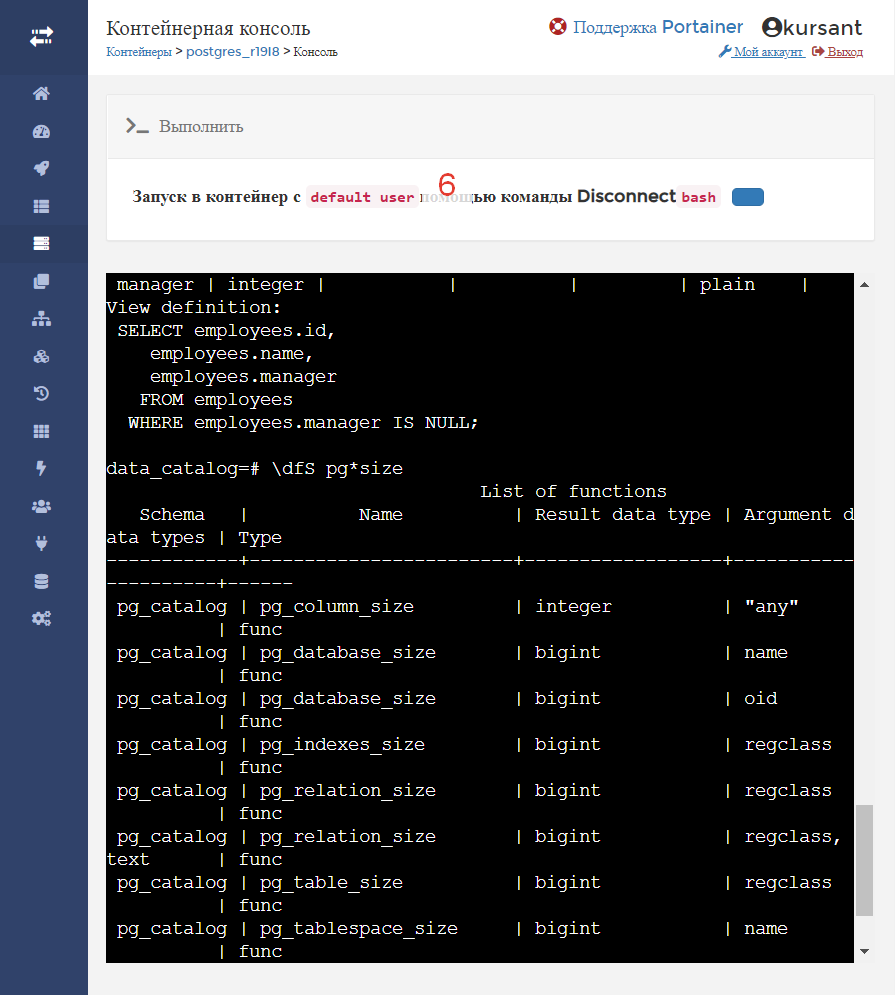 Контейнерная консоль
Поддержка Portainer
kursant
Контейнеры > postgres_r19l8 > Консоль
Мой аккаунт Выход
>_ Выполнить
6
Запуск в контейнер с default user помощью команды Disconnect bash
manager | integer | | | | plain |
View definition:
SELECT employees.id,
employees.name,
employees.manager
FROM employees
WHERE employees.manager IS NULL;
data_catalog=# \dfS pg*size
List of functions
Schema | Name | Result data type | Argument d
ata types | Type
------------+-------------------------+------------------+-----------
----------+------
pg_catalog | pg_column_size | integer | "any"
| func
pg_catalog | pg_database_size | bigint | name
| func
pg_catalog | pg_database_size | bigint | oid
| func
pg_catalog | pg_indexes_size | bigint | regclass
| func
pg_catalog | pg_relation_size | bigint | regclass
| func
pg_catalog | pg_relation_size | bigint | regclass,
text | func
pg_catalog | pg_table_size | bigint | regclass
| func
pg_catalog | pg_tablespace_size | bigint | name
| func